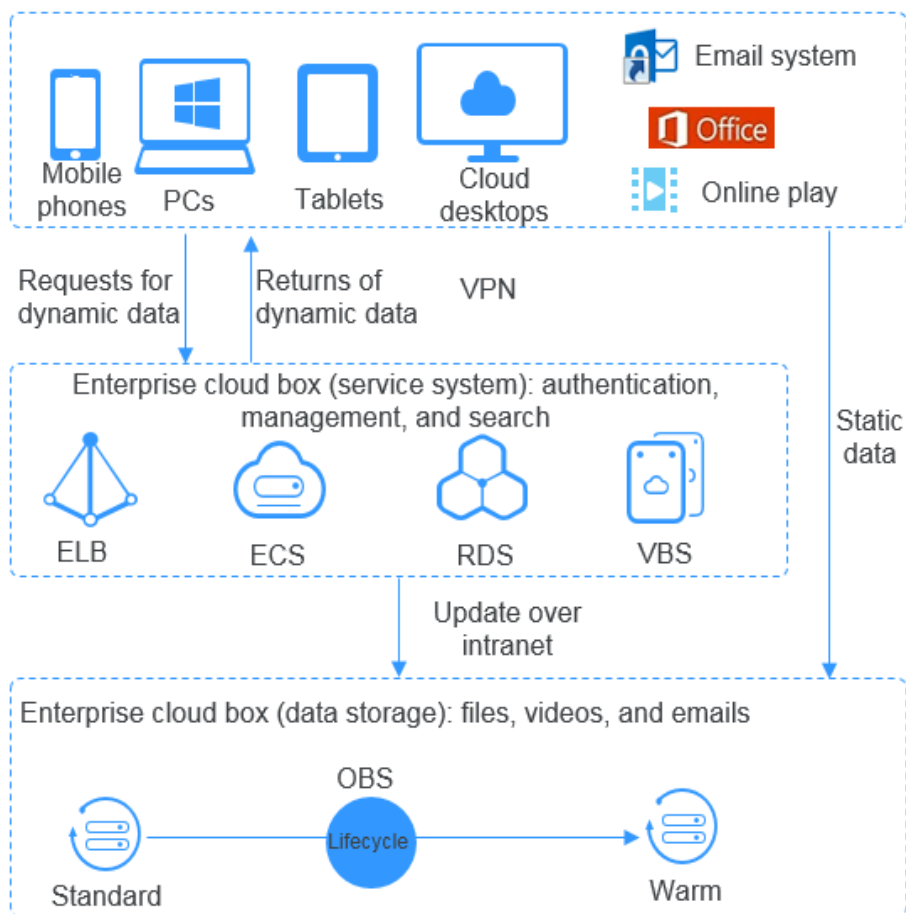 Email system
Office
Online play
Mobile
phones
PCs
Tablets
Cloud
desktops
Requests for
dynamic data
Returns of
dynamic data
VPN
Enterprise cloud box (service system): authentication,
management, and search
ELB
ECS
RDS
VBS
Static
data
Update over
intranet
Enterprise cloud box (data storage): files, videos, and emails
OBS
Lifecycle
Standard
Warm